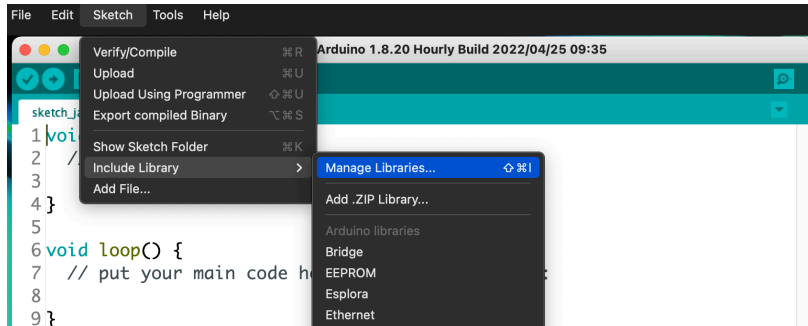 File Edit Sketch Tools Help
Arduino 1.8.20 Hourly Build 2022/04/25 09:35
Verify/Compile ⌘R
Upload ⌘U
Upload Using Programmer ⇧⌘U
Export compiled Binary ⌥⌘S
Show Sketch Folder ⌘K
Include Library >
Add File...
Manage Libraries... ⇧⌘I
Add .ZIP Library...
Arduino libraries
Bridge
EEPROM
Esplora
Ethernet
sketch_ja
1 voi
2 //
3
4 }
5
6 void loop() {
7 // put your main code h :
8
9 }